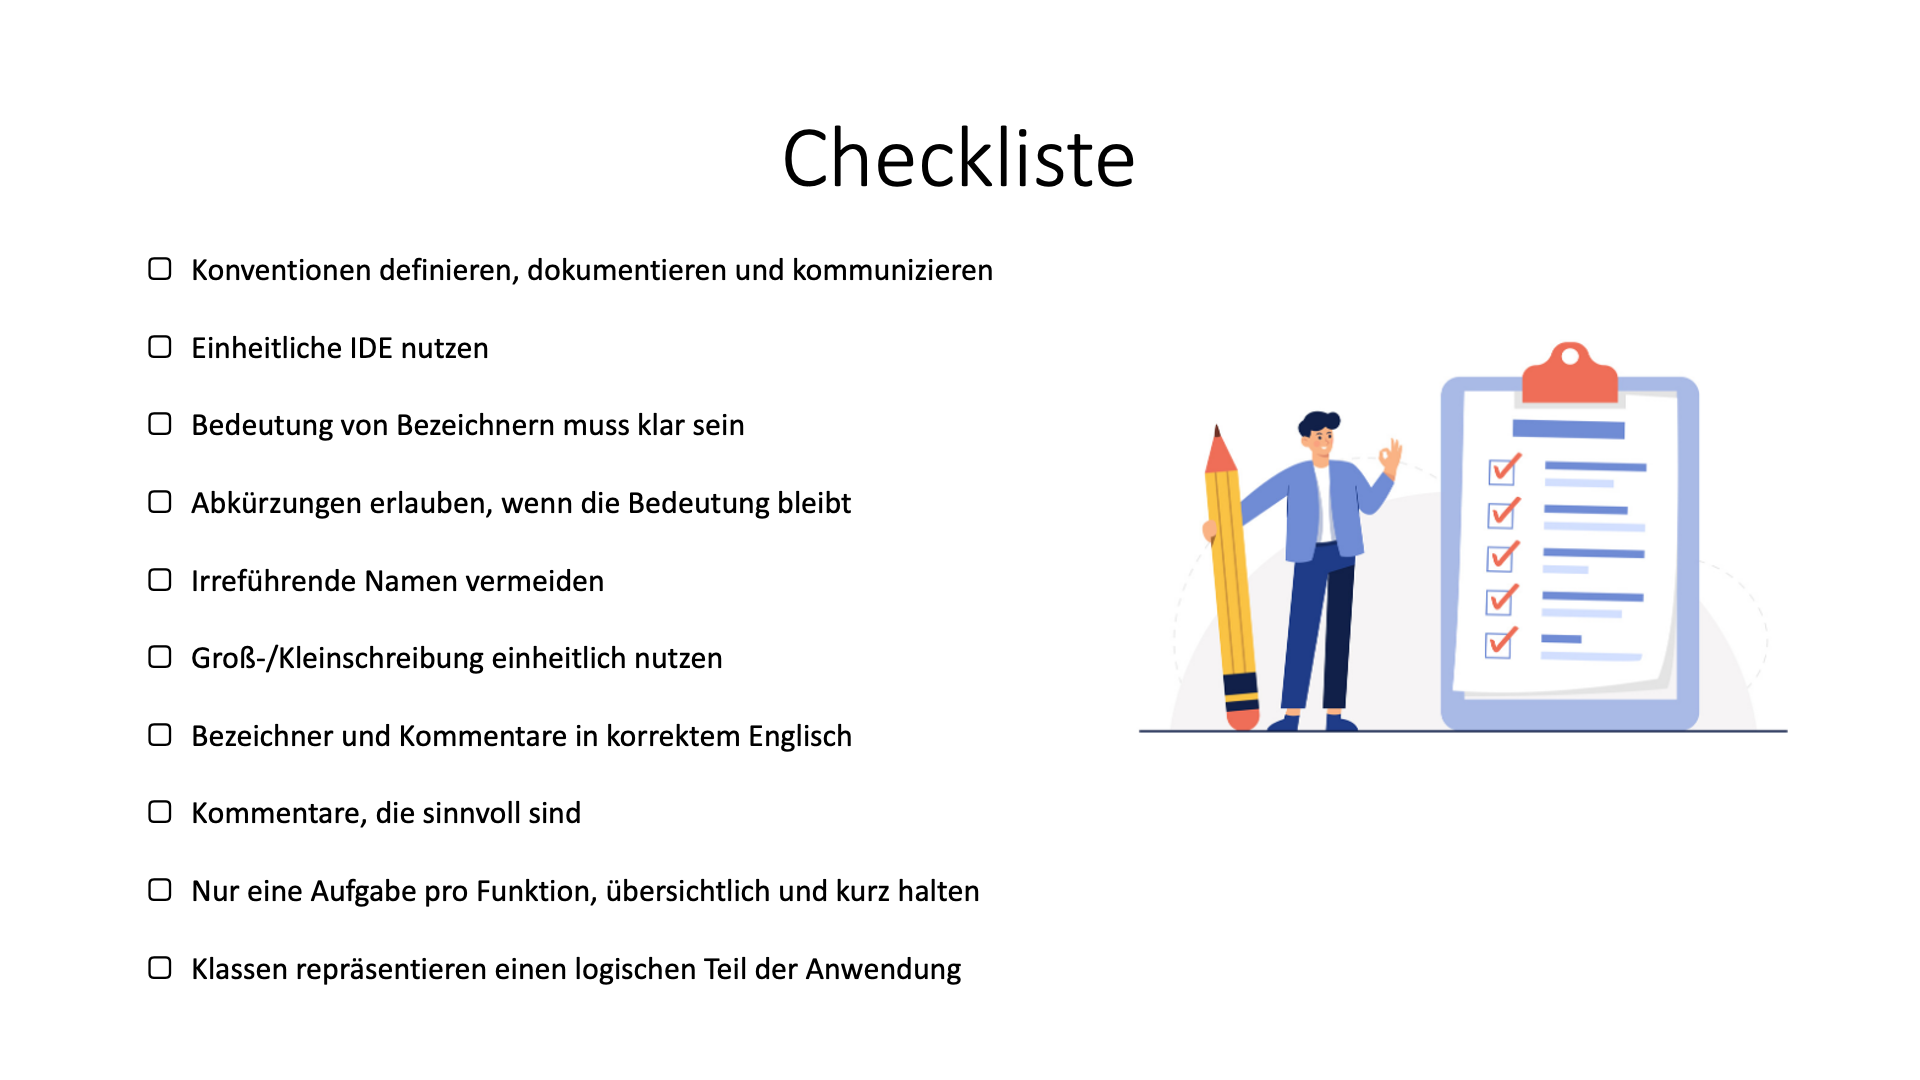 Checkliste
Konventionen definieren, dokumentieren und kommunizieren
Einheitliche IDE nutzen
Bedeutung von Bezeichnern muss klar sein
Abkürzungen erlauben, wenn die Bedeutung bleibt
Irreführende Namen vermeiden
Groß-/Kleinschreibung einheitlich nutzen
Bezeichner und Kommentare in korrektem Englisch
Kommentare, die sinnvoll sind
Nur eine Aufgabe pro Funktion, übersichtlich und kurz halten
Klassen repräsentieren einen logischen Teil der Anwendung